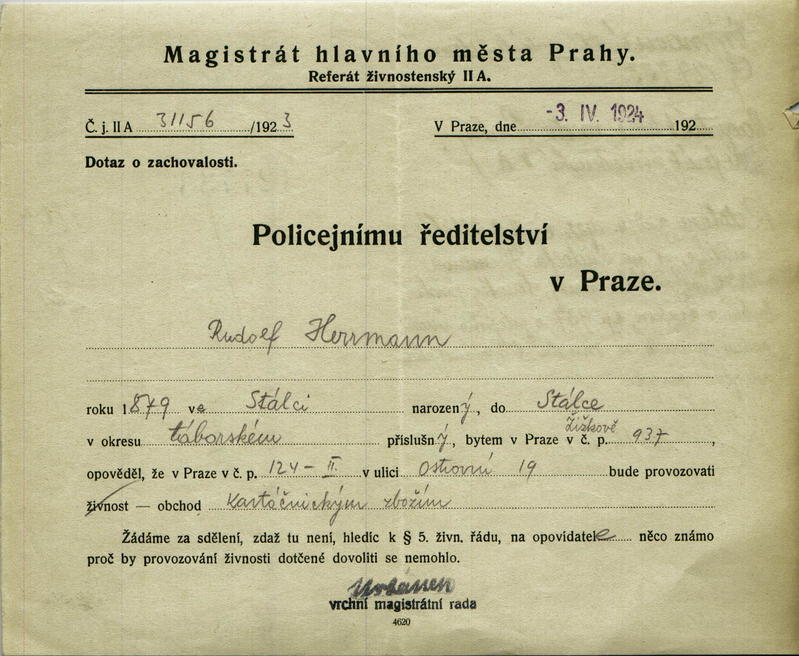 Magistrát hlavního města Prahy.
Referát živnostenský II A.
Č. j. II A 31156 /1923
V Praze, dne -3. IV. 1924 192
Dotaz o zachovalosti.
Policejnímu ředitelství
v Praze.
Rudolf Herrmann
roku 1879 ve Stálci narozený, do Stálce
Žižkově
v okresu táborském příslušný, bytem v Praze v č. p. 937,
opověděl, že v Praze v č. p. 124 - II. v ulici Ostrovní 19 bude provozovati
živnost — obchod Kartáčnickým zbožím
Žádáme za sdělení, zdaž tu není, hledíc k § 5. živn. řádu, na opovídatele něco známo
proč by provozování živnosti dotčené dovoliti se nemohlo.
vrchní magistrátní rada
4620